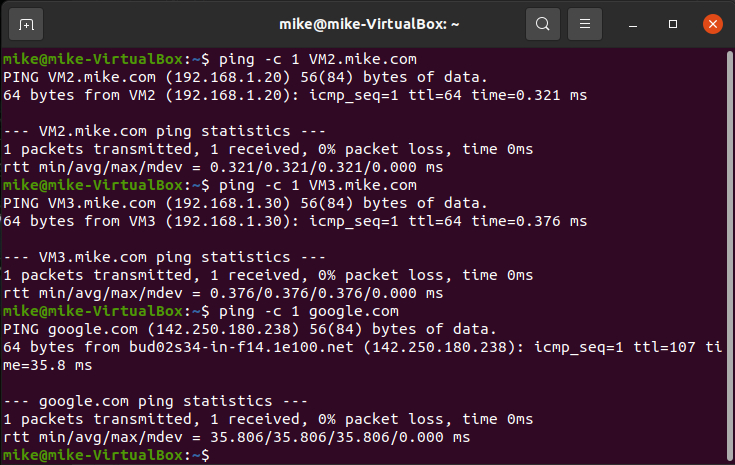 mike@mike-VirtualBox: ~
mike@mike-VirtualBox:~$ ping -c 1 VM2.mike.com
PING VM2.mike.com (192.168.1.20) 56(84) bytes of data.
64 bytes from VM2 (192.168.1.20): icmp_seq=1 ttl=64 time=0.321 ms

--- VM2.mike.com ping statistics ---
1 packets transmitted, 1 received, 0% packet loss, time 0ms
rtt min/avg/max/mdev = 0.321/0.321/0.321/0.000 ms
mike@mike-VirtualBox:~$ ping -c 1 VM3.mike.com
PING VM3.mike.com (192.168.1.30) 56(84) bytes of data.
64 bytes from VM3 (192.168.1.30): icmp_seq=1 ttl=64 time=0.376 ms

--- VM3.mike.com ping statistics ---
1 packets transmitted, 1 received, 0% packet loss, time 0ms
rtt min/avg/max/mdev = 0.376/0.376/0.376/0.000 ms
mike@mike-VirtualBox:~$ ping -c 1 google.com
PING google.com (142.250.180.238) 56(84) bytes of data.
64 bytes from bud02s34-in-f14.1e100.net (142.250.180.238): icmp_seq=1 ttl=107 ti
me=35.8 ms

--- google.com ping statistics ---
1 packets transmitted, 1 received, 0% packet loss, time 0ms
rtt min/avg/max/mdev = 35.806/35.806/35.806/0.000 ms
mike@mike-VirtualBox:~$